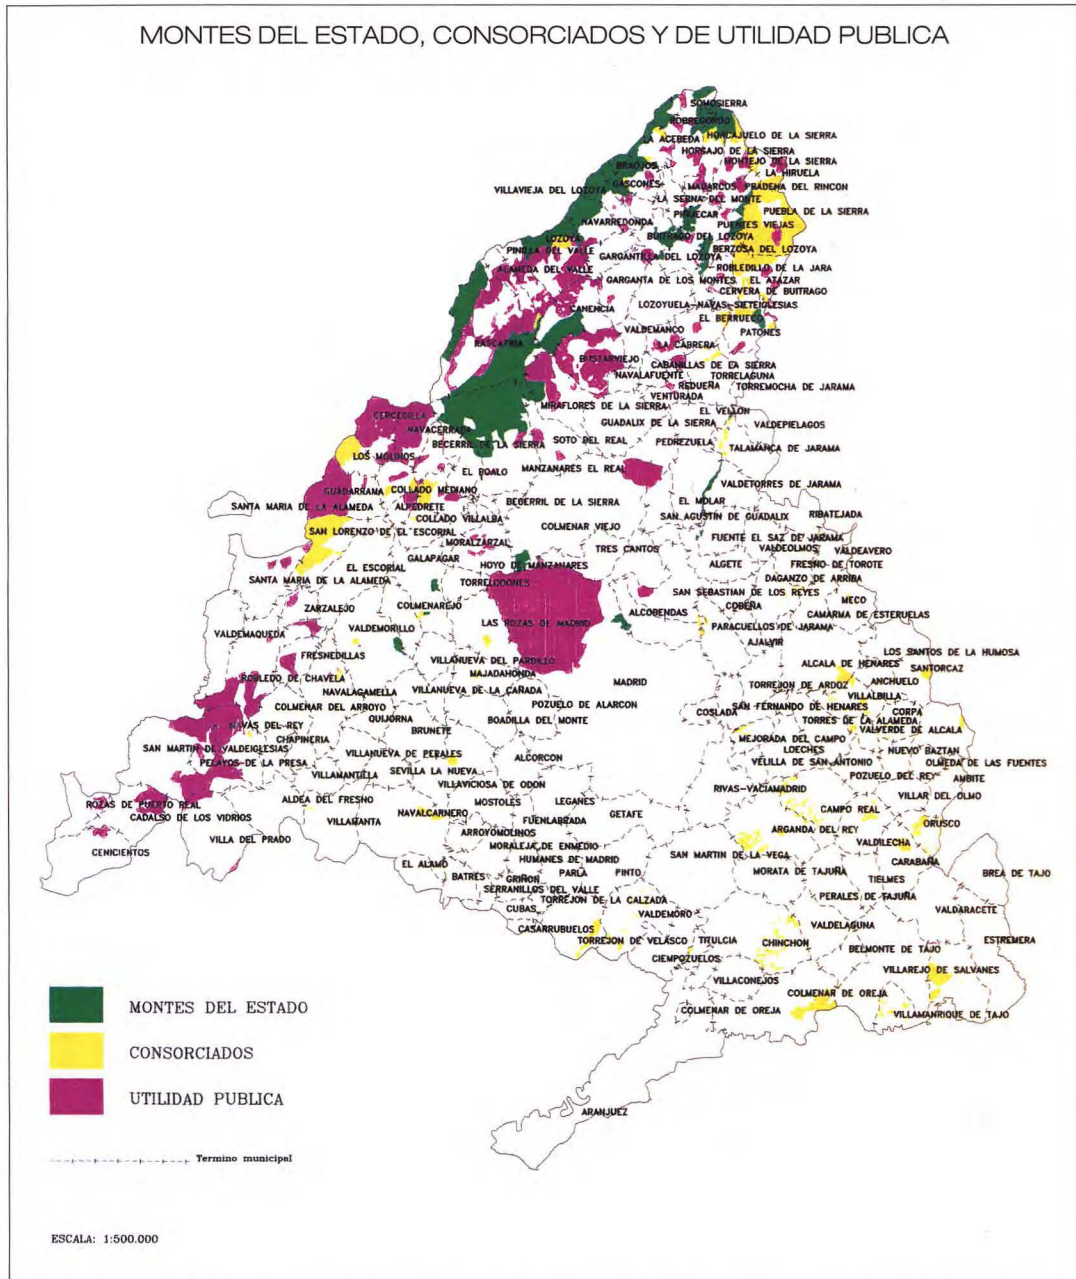 MONTES DEL ESTADO, CONSORCIADOS Y DE UTILIDAD PUBLICA
SOMOSIERRA
ROBREGORDO
LA ACEBEDA
HORCAJUELO DE LA SIERRA
HORCAJO DE LA SIERRA
MONTEJO DE LA SIERRA
BRAOJOS
LA HIRUELA
GASCONES
MADARCOS
PRADENA DEL RINCON
VILLAVIEJA DEL LOZOYA
LA SERNA DEL MONTE
PIÑUECAR
PUEBLA DE LA SIERRA
NAVARREDONDA
PUENTES VIEJAS
LOZOYA
BUITRAGO DEL LOZOYA
PINILLA DEL VALLE
BERZOSA DEL LOZOYA
GARGANTILLA DEL LOZOYA
ALAMEDA DEL VALLE
ROBLEDILLO DE LA JARA
GARGANTA DE LOS MONTES
EL ATAZAR
CERVERA DE BUITRAGO
CANENCIA
LOZOYUELA-NAVAS-SIETEIGLESIAS
EL BERRUECO
VALDEMANCO
PATONES
RASCAFRIA
LA CABRERA
BUSTARVIEJO
CABANILLAS DE LA SIERRA
NAVALAFUENTE
TORRELAGUNA
REDUEÑA
TORREMOCHA DE JARAMA
VENTURADA
MIRAFLORES DE LA SIERRA
EL VELLON
CERCEDILLA
GUADALIX DE LA SIERRA
VALDEPIELAGOS
NAVACERRADA
BECERRIL DE LA SIERRA
SOTO DEL REAL
PEDREZUELA
TALAMANCA DE JARAMA
LOS MOLINOS
EL BOALO
MANZANARES EL REAL
VALDETORRES DE JARAMA
GUADARRAMA
COLLADO MEDIANO
SANTA MARIA DE LA ALAMEDA
ALPEDRETE
BECERRIL DE LA SIERRA
EL MOLAR
COLLADO VILLALBA
SAN AGUSTIN DE GUADALIX
RIBATEJADA
SAN LORENZO DE EL ESCORIAL
COLMENAR VIEJO
MORALZARZAL
FUENTE EL SAZ DE JARAMA
TRES CANTOS
VALDEOLMOS
VALDEAVERO
GALAPAGAR
EL ESCORIAL
HOYO DE MANZANARES
ALGETE
FRESNO DE TOROTE
SANTA MARIA DE LA ALAMEDA
TORRELODONES
DAGANZO DE ARRIBA
SAN SEBASTIAN DE LOS REYES
MECO
ZARZALEJO
COLMENAREJO
ALCOBENDAS
COBEÑA
CAMARMA DE ESTERUELAS
LAS ROZAS DE MADRID
PARACUELLOS DE JARAMA
VALDEMAQUEDA
VALDEMORILLO
AJALVIR
FRESNEDILLAS
LOS SANTOS DE LA HUMOSA
VILLANUEVA DEL PARDILLO
ALCALA DE HENARES
SANTORCAZ
ROBLEDO DE CHAVELA
MAJADAHONDA
MADRID
TORREJON DE ARDOZ
ANCHUELO
NAVALAGAMELLA
VILLANUEVA DE LA CAÑADA
VILLALBILLA
COLMENAR DEL ARROYO
POZUELO DE ALARCON
COSLADA
SAN FERNANDO DE HENARES
CORPA
QUIJORNA
BOADILLA DEL MONTE
TORRES DE LA ALAMEDA
NAVAS DEL REY
BRUNETE
VALVERDE DE ALCALA
CHAPINERIA
MEJORADA DEL CAMPO
SAN MARTIN DE VALDEIGLESIAS
VILLANUEVA DE PERALES
LOECHES
NUEVO BAZTAN
PELAYOS DE LA PRESA
ALCORCON
VELILLA DE SAN ANTONIO
OLMEDA DE LAS FUENTES
VILLAMANTILLA
SEVILLA LA NUEVA
POZUELO DEL REY
AMBITE
VILLAVICIOSA DE ODON
RIVAS-VACIAMADRID
VILLAR DEL OLMO
ROZAS DE PUERTO REAL
ALDEA DEL FRESNO
MOSTOLES
LEGANES
CADALSO DE LOS VIDRIOS
NAVALCARNERO
GETAFE
CAMPO REAL
VILLAMANTA
FUENLABRADA
ORUSCO
ARROYOMOLINOS
ARGANDA DEL REY
VILLA DEL PRADO
MORALEJA DE ENMEDIO
VALDILECHA
CENICIENTOS
HUMANES DE MADRID
SAN MARTIN DE LA VEGA
CARABAÑA
EL ALAMO
PARLA
PINTO
MORATA DE TAJUÑA
BREA DE TAJO
BATRES
GRIÑON
TIELMES
SERRANILLOS DEL VALLE
TORREJON DE LA CALZADA
PERALES DE TAJUÑA
CUBAS
VALDEMORO
VALDARACETE
CASARRUBUELOS
VALDELAGUNA
TORREJON DE VELASCO
TITULCIA
CHINCHON
BELMONTE DE TAJO
ESTREMERA
CIEMPOZUELOS
VILLAREJO DE SALVANES
VILLACONEJOS
COLMENAR DE OREJA
COLMENAR DE OREJA
VILLAMANRIQUE DE TAJO
ARANJUEZ
MONTES DEL ESTADO
CONSORCIADOS
UTILIDAD PUBLICA
Termino municipal
ESCALA: 1:500.000